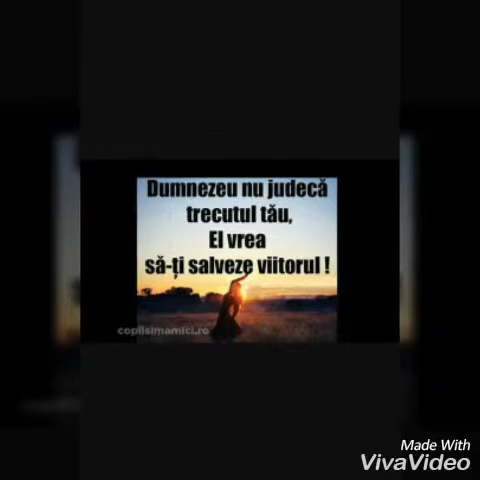 Dumnezeu nu judecă
trecutul tău,
El vrea
să-ți salveze viitorul !
copiisimamici.ro
Made With
VivaVideo